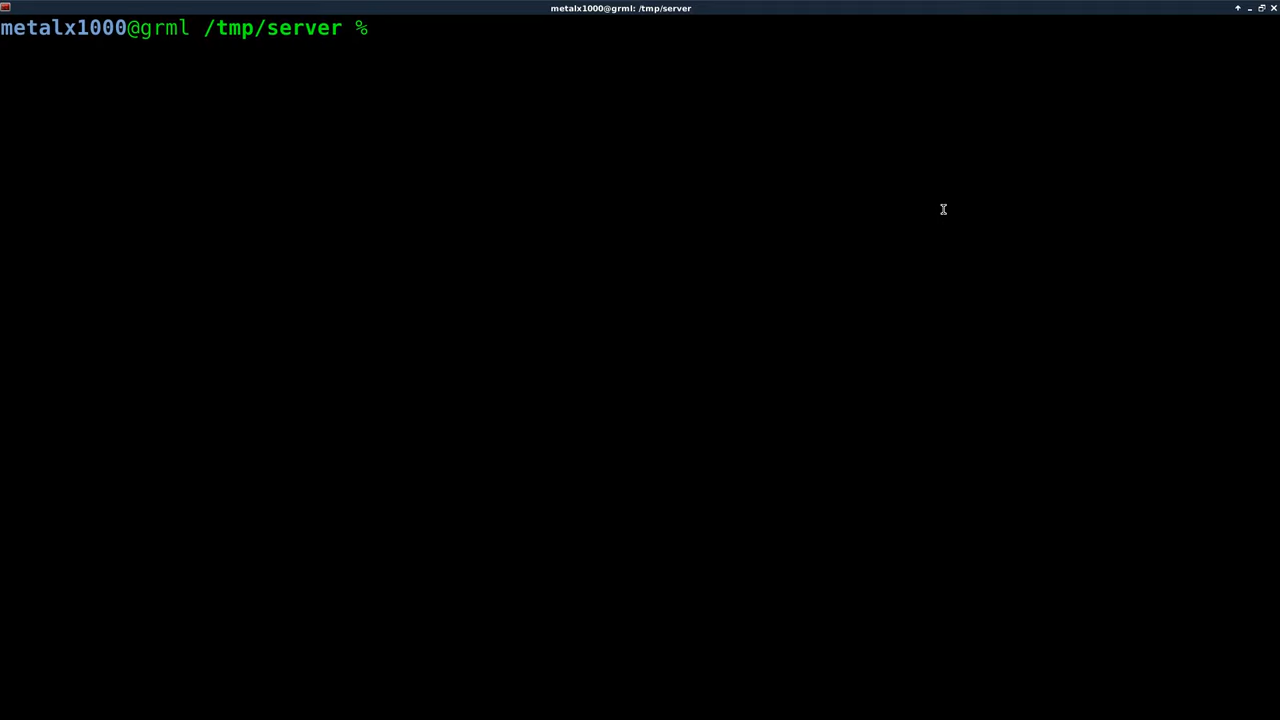 metalx1000@grml: /tmp/server
metalx1000@grml /tmp/server %